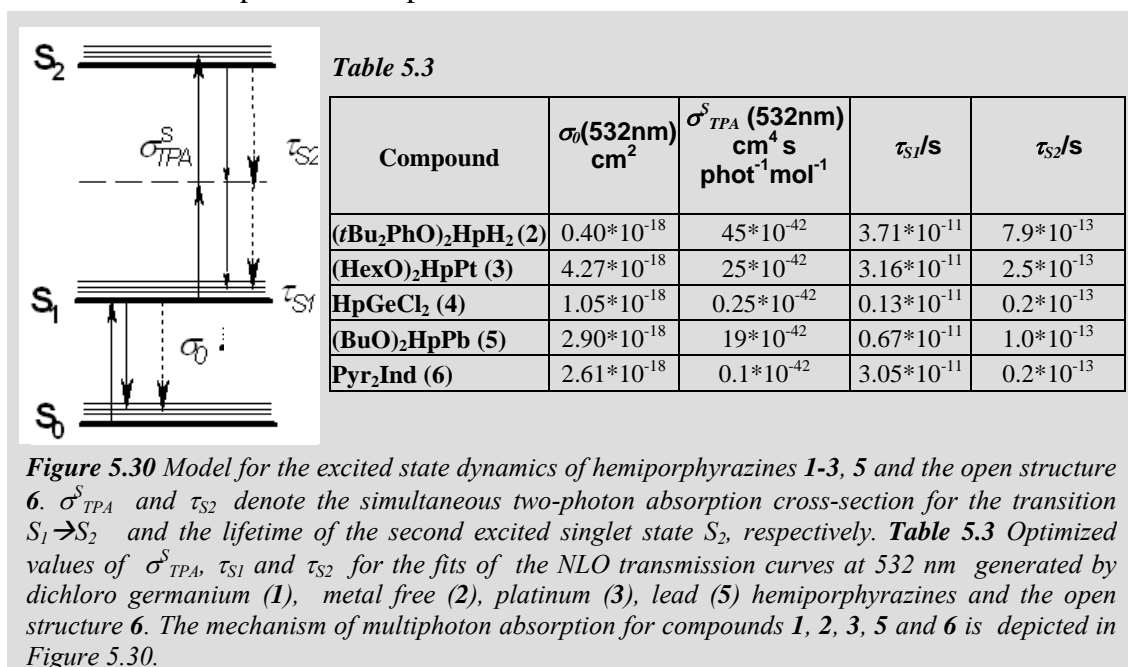 S2
Table 5.3
σ0(532nm) cm2
σSTPA (532nm) cm4 s phot-1mol-1
Compound
τS1/s
τS2/s
σSTPA
τS2
(tBu2PhO)2HpH2 (2) 0.40*10-18 45*10-42 3.71*10-11 7.9*10-13
(HexO)2HpPt (3) 4.27*10-18 25*10-42 3.16*10-11 2.5*10-13
S1
τS1
HpGeCl2 (4) 1.05*10-18 0.25*10-42 0.13*10-11 0.2*10-13
(BuO)2HpPb (5) 2.90*10-18 19*10-42 0.67*10-11 1.0*10-13
σ0
Pyr2Ind (6) 2.61*10-18 0.1*10-42 3.05*10-11 0.2*10-13
S0
Figure 5.30 Model for the excited state dynamics of hemiporphyrazines 1-3, 5 and the open structure
6. σSTPA and τS2 denote the simultaneous two-photon absorption cross-section for the transition
S1→S2 and the lifetime of the second excited singlet state S2, respectively. Table 5.3 Optimized
values of σSTPA, τS1 and τS2 for the fits of the NLO transmission curves at 532 nm generated by
dichloro germanium (1), metal free (2), platinum (3), lead (5) hemiporphyrazines and the open
structure 6. The mechanism of multiphoton absorption for compounds 1, 2, 3, 5 and 6 is depicted in
Figure 5.30.